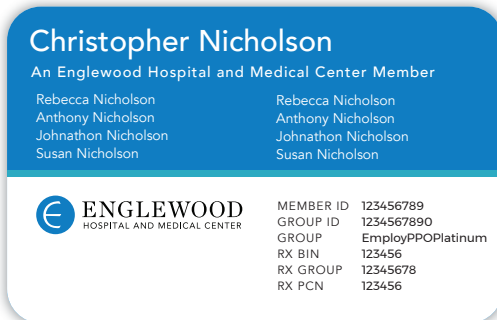 Christopher Nicholson
An Englewood Hospital and Medical Center Member
Rebecca Nicholson
Anthony Nicholson
Johnathon Nicholson
Susan Nicholson
Rebecca Nicholson
Anthony Nicholson
Johnathon Nicholson
Susan Nicholson
ENGLEWOOD
HOSPITAL AND MEDICAL CENTER
MEMBER ID 123456789
GROUP ID 1234567890
GROUP EmployPPOPlatinum
RX BIN 123456
RX GROUP 12345678
RX PCN 123456